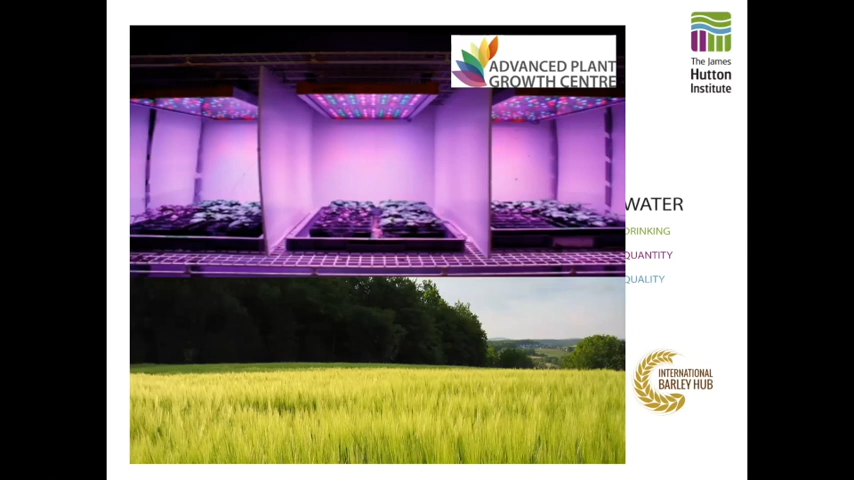 ADVANCED PLANT
GROWTH CENTRE
The James
Hutton
Institute
WATER
DRINKING
QUANTITY
QUALITY
INTERNATIONAL
BARLEY HUB